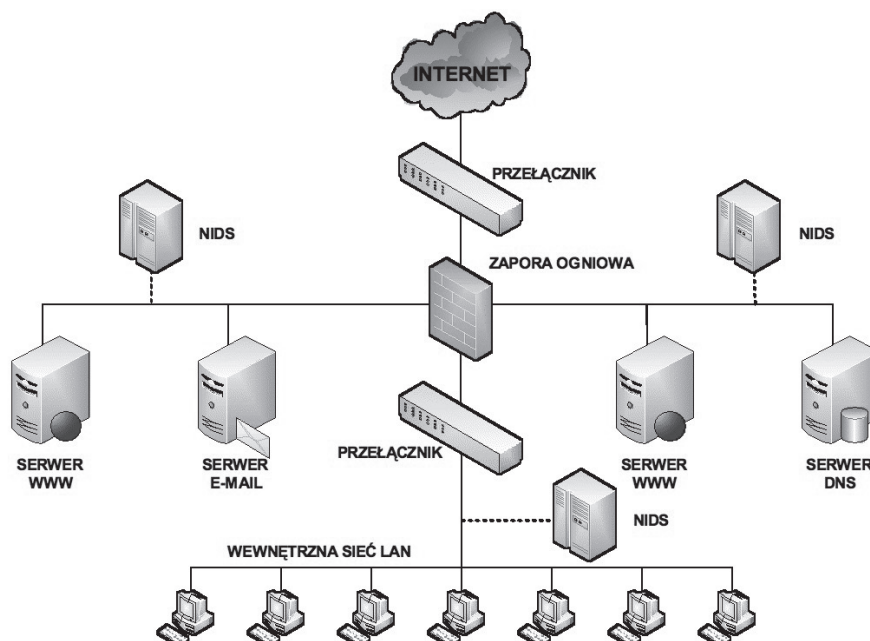 INTERNET
PRZEŁĄCZNIK
NIDS
NIDS
ZAPORA OGNIOWA
SERWER
WWW
SERWER
E-MAIL
PRZEŁĄCZNIK
SERWER
WWW
SERWER
DNS
NIDS
WEWNĘTRZNA SIEĆ LAN